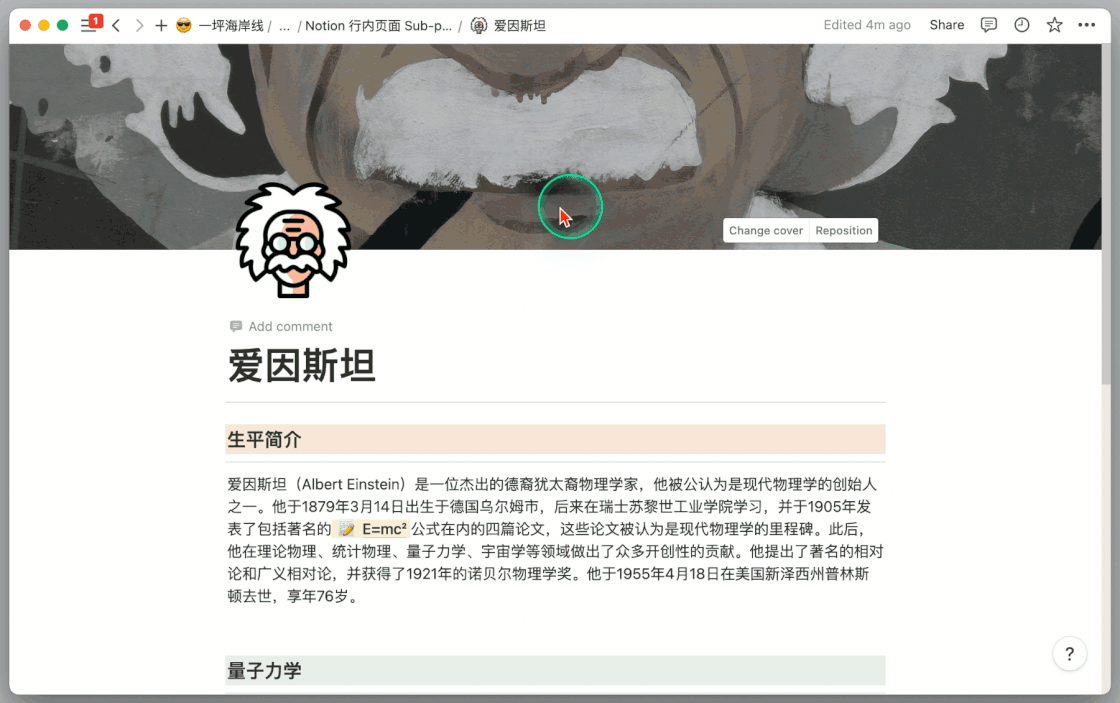 1
一坪海岸线 / ... / Notion 行内页面 Sub-p... / 爱因斯坦
Edited 4m ago Share
Change cover Reposition
Add comment
爱因斯坦
生平简介
爱因斯坦（Albert Einstein）是一位杰出的德裔犹太裔物理学家，他被公认为是现代物理学的创始人
之一。他于1879年3月14日出生于德国乌尔姆市，后来在瑞士苏黎世工业学院学习，并于1905年发
表了包括著名的 E=mc² 公式在内的四篇论文，这些论文被认为是现代物理学的里程碑。此后，
他在理论物理、统计物理、量子力学、宇宙学等领域做出了众多开创性的贡献。他提出了著名的相对
论和广义相对论，并获得了1921年的诺贝尔物理学奖。他于1955年4月18日在美国新泽西州普林斯
顿去世，享年76岁。
量子力学
?